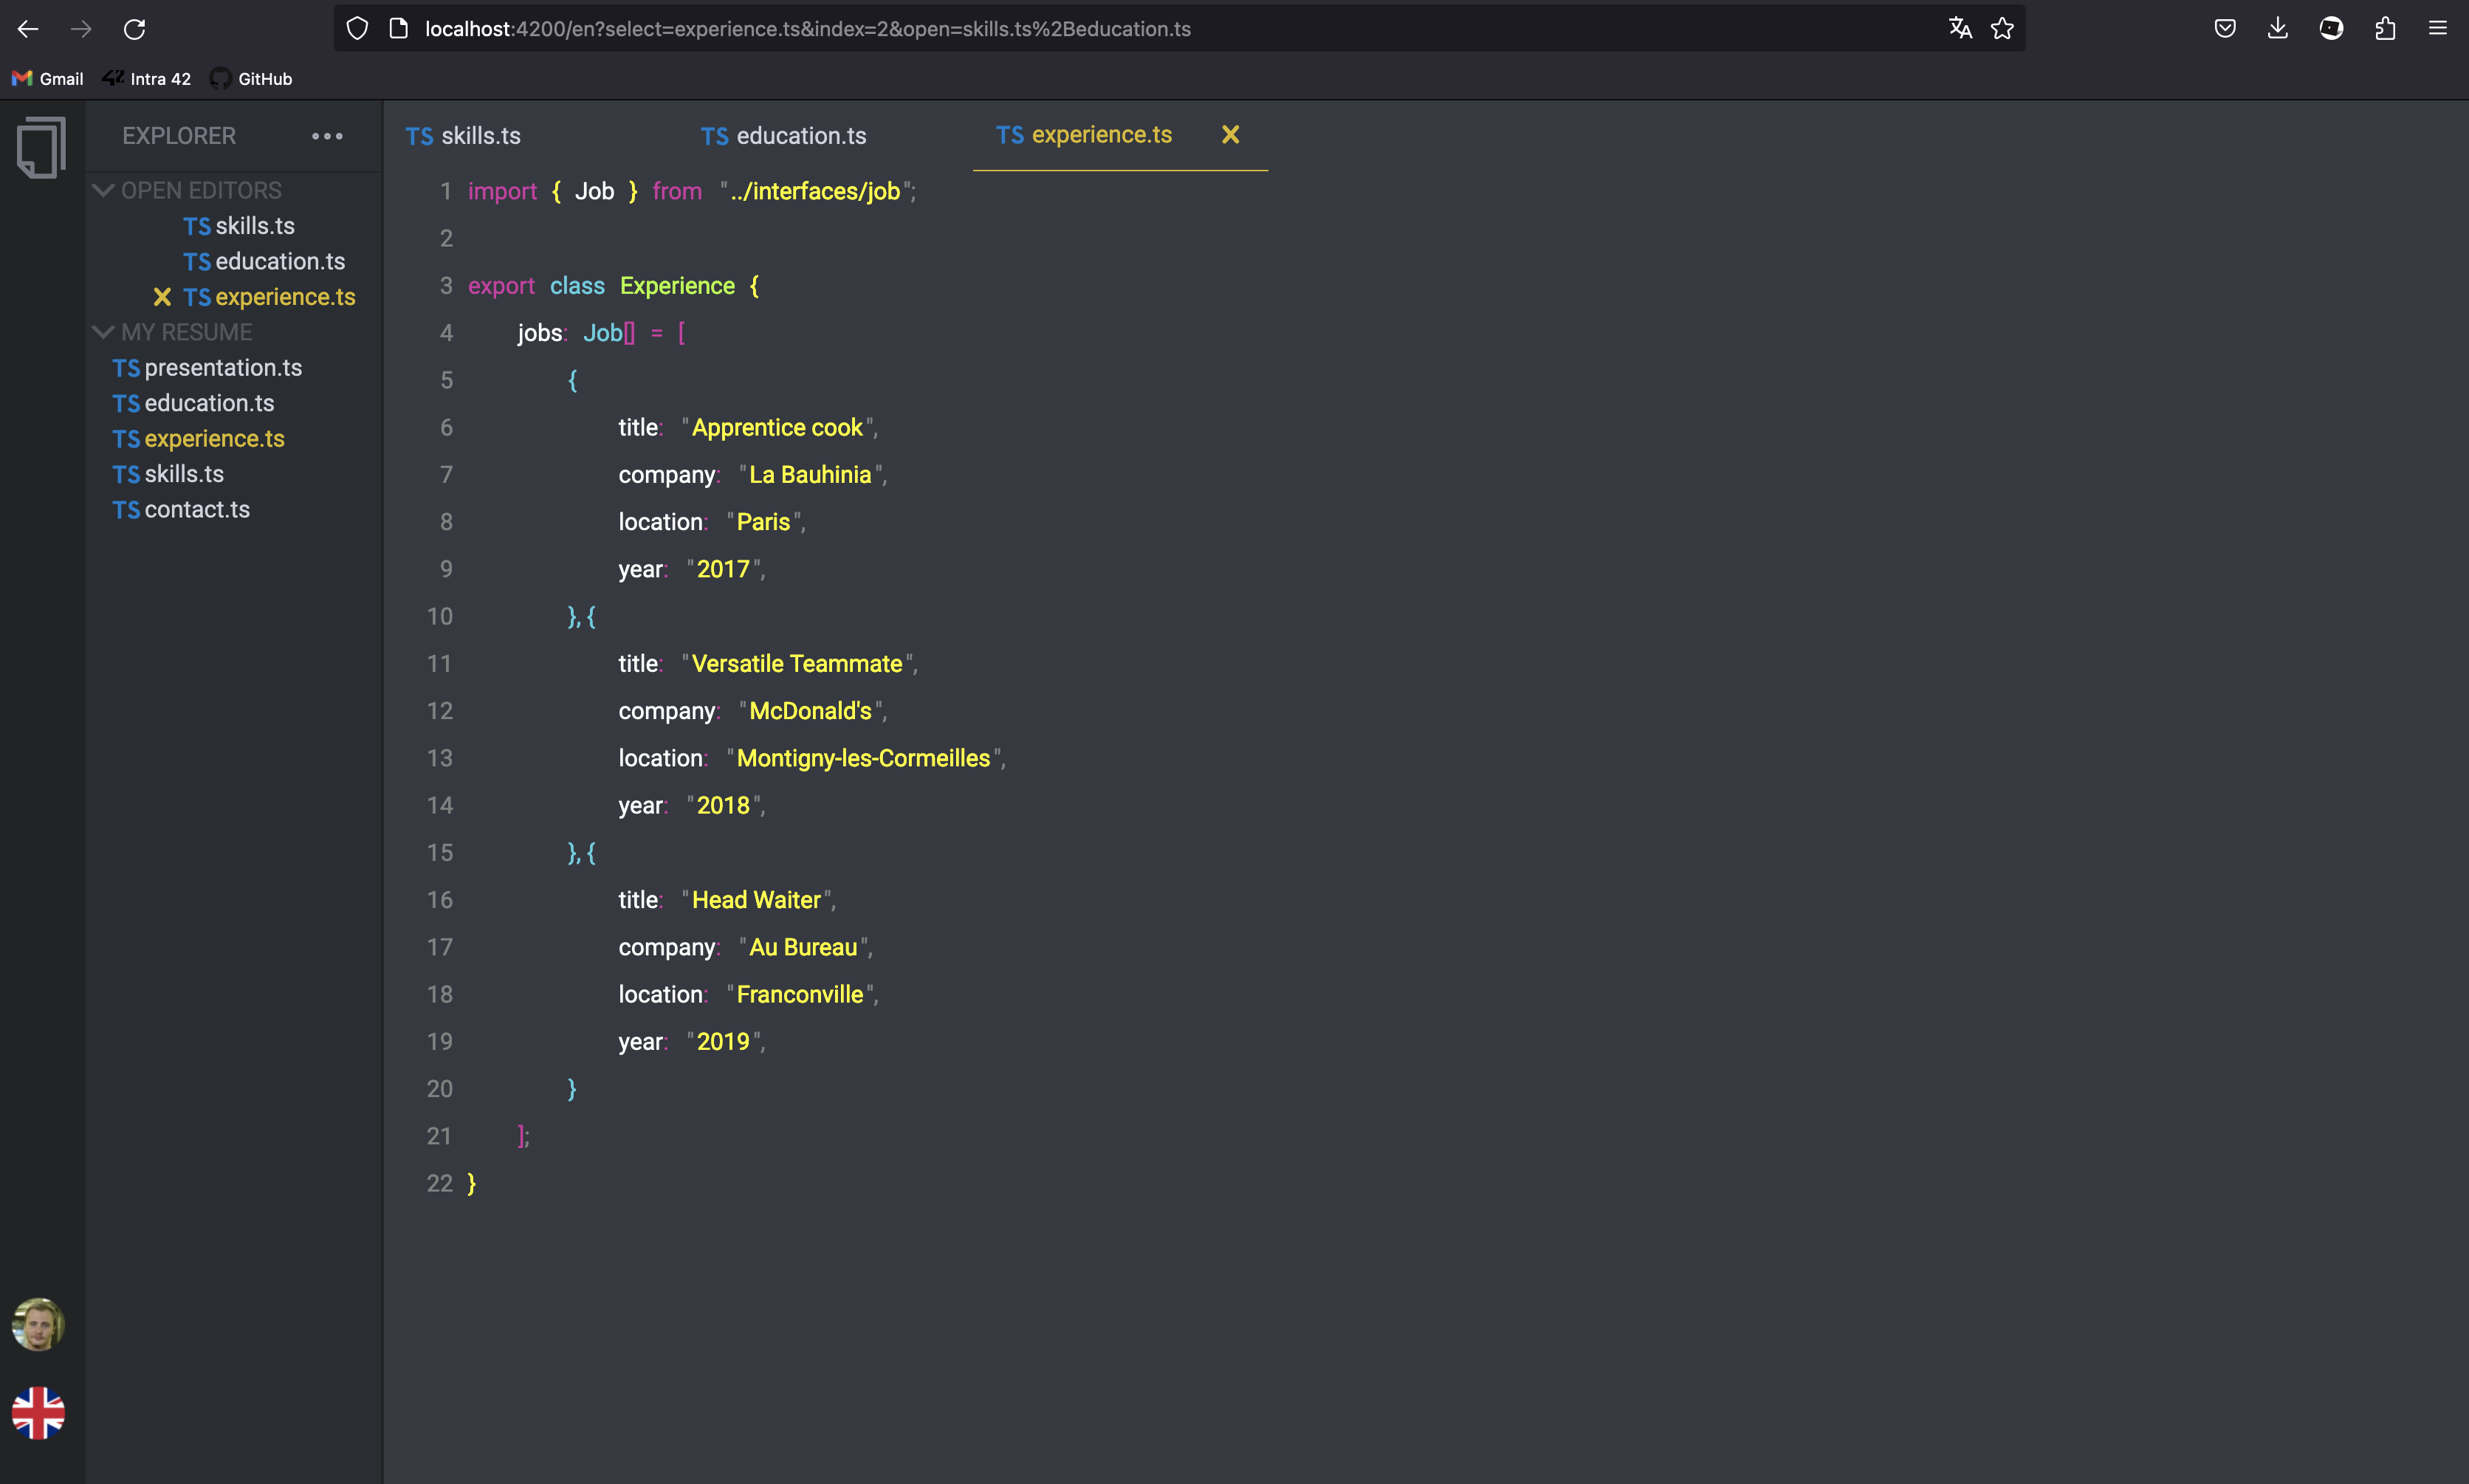 localhost:4200/en?select=experience.ts&index=2&open=skills.ts%2Beducation.ts
Gmail 42 Intra 42 GitHub
EXPLORER
OPEN EDITORS
TS skills.ts
TS education.ts
TS experience.ts
MY RESUME
TS presentation.ts
TS education.ts
TS experience.ts
TS skills.ts
TS contact.ts
TS skills.ts TS education.ts TS experience.ts
1 import { Job } from "../interfaces/job";
2
3 export class Experience {
4 jobs: Job[] = [
5 {
6 title: "Apprentice cook",
7 company: "La Bauhinia",
8 location: "Paris",
9 year: "2017",
10 },{
11 title: "Versatile Teammate",
12 company: "McDonald's",
13 location: "Montigny-les-Cormeilles",
14 year: "2018",
15 },{
16 title: "Head Waiter",
17 company: "Au Bureau",
18 location: "Franconville",
19 year: "2019",
20 }
21 ];
22 }